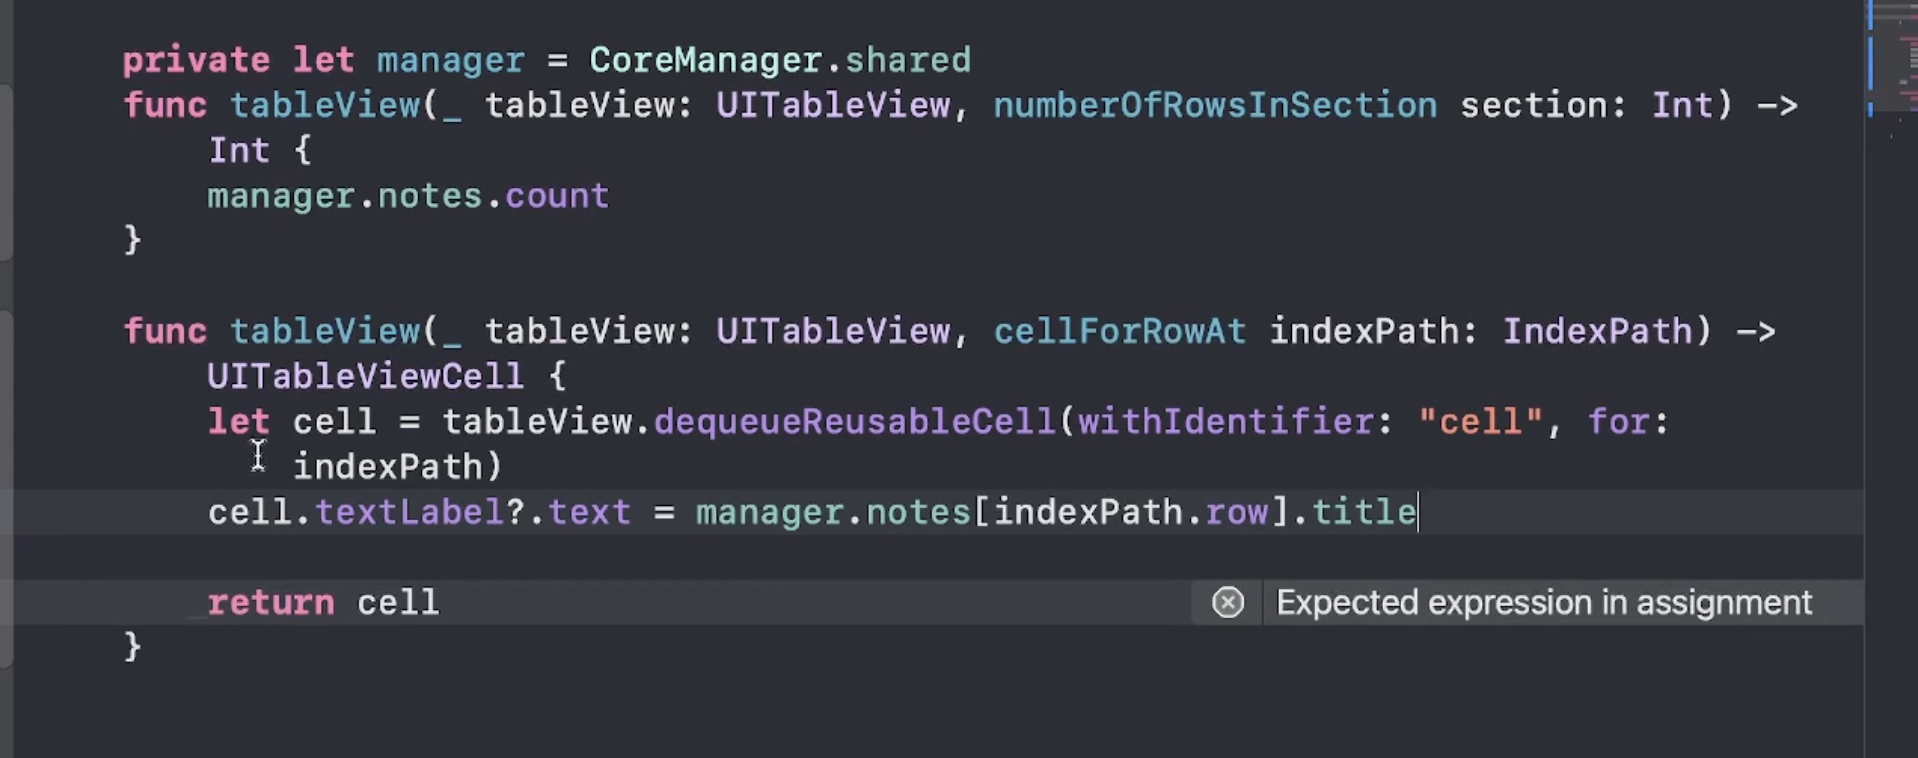 private let manager = CoreManager.shared
func tableView(_ tableView: UITableView, numberOfRowsInSection section: Int) ->
Int {
manager.notes.count
}
func tableView(_ tableView: UITableView, cellForRowAt indexPath: IndexPath) ->
UITableViewCell {
let cell = tableView.dequeueReusableCell(withIdentifier: "cell", for:
indexPath)
cell.textLabel?.text = manager.notes[indexPath.row].title
return cell Expected expression in assignment
}